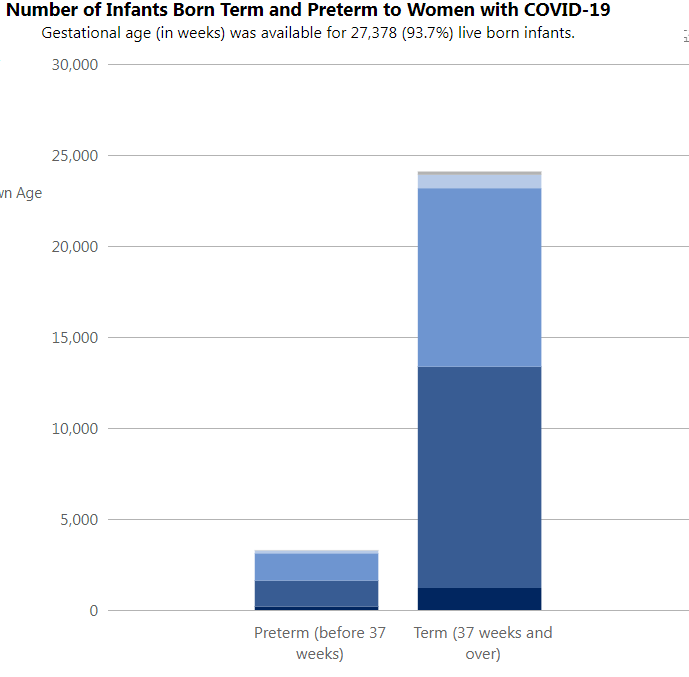 Number of Infants Born Term and Preterm to Women with COVID-19
Gestational age (in weeks) was available for 27,378 (93.7%) live born infants.
30,000
25,000
Age
20,000
15,000
10,000
5,000
0
Preterm (before 37
weeks)
Term (37 weeks and
over)